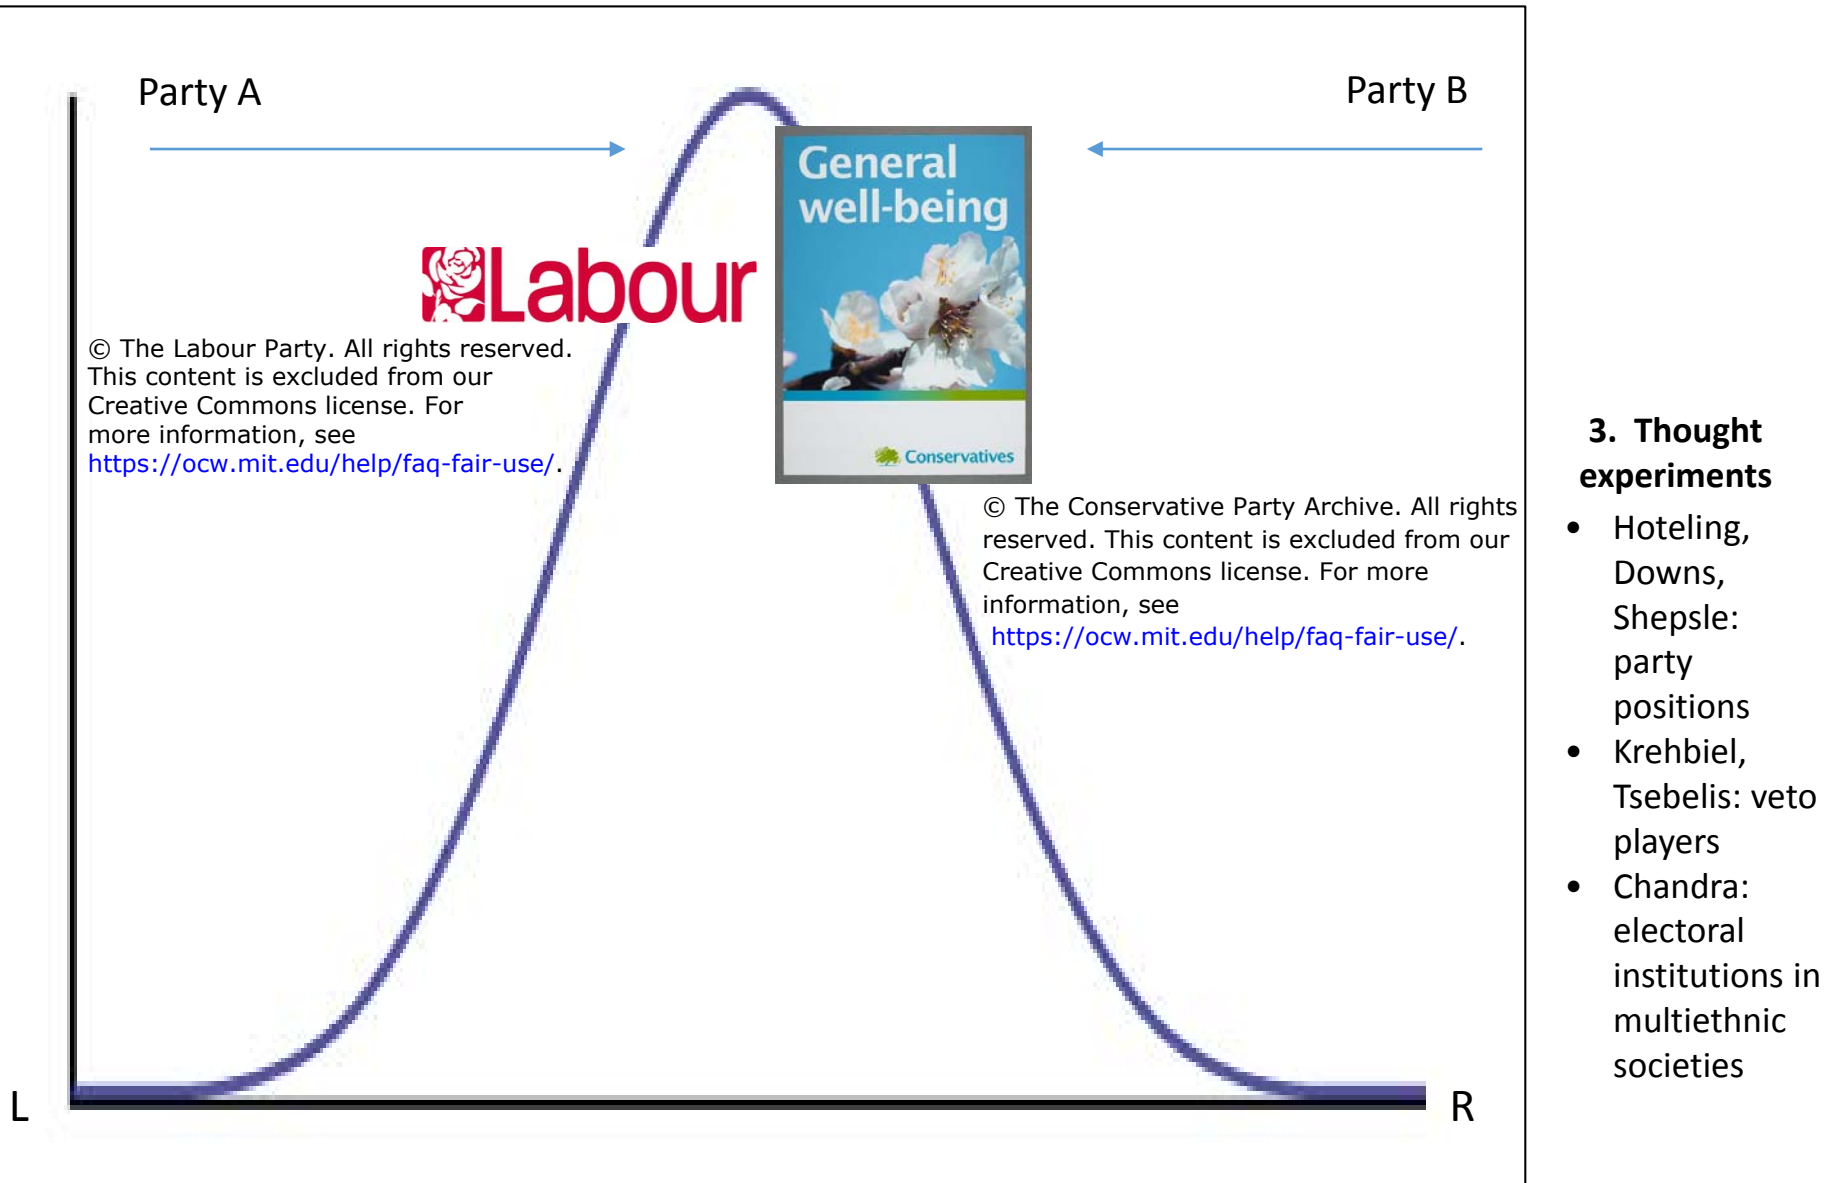 Party A
Party B
General
well-being
Labour
© The Labour Party. All rights reserved.
This content is excluded from our
Creative Commons license. For
more information, see
https://ocw.mit.edu/help/faq-fair-use/.
Conservatives
© The Conservative Party Archive. All rights
reserved. This content is excluded from our
Creative Commons license. For more
information, see
https://ocw.mit.edu/help/faq-fair-use/.
L
R
3. Thought
experiments
• Hoteling,
Downs,
Shepsle:
party
positions
• Krehbiel,
Tsebelis: veto
players
• Chandra:
electoral
institutions in
multiethnic
societies